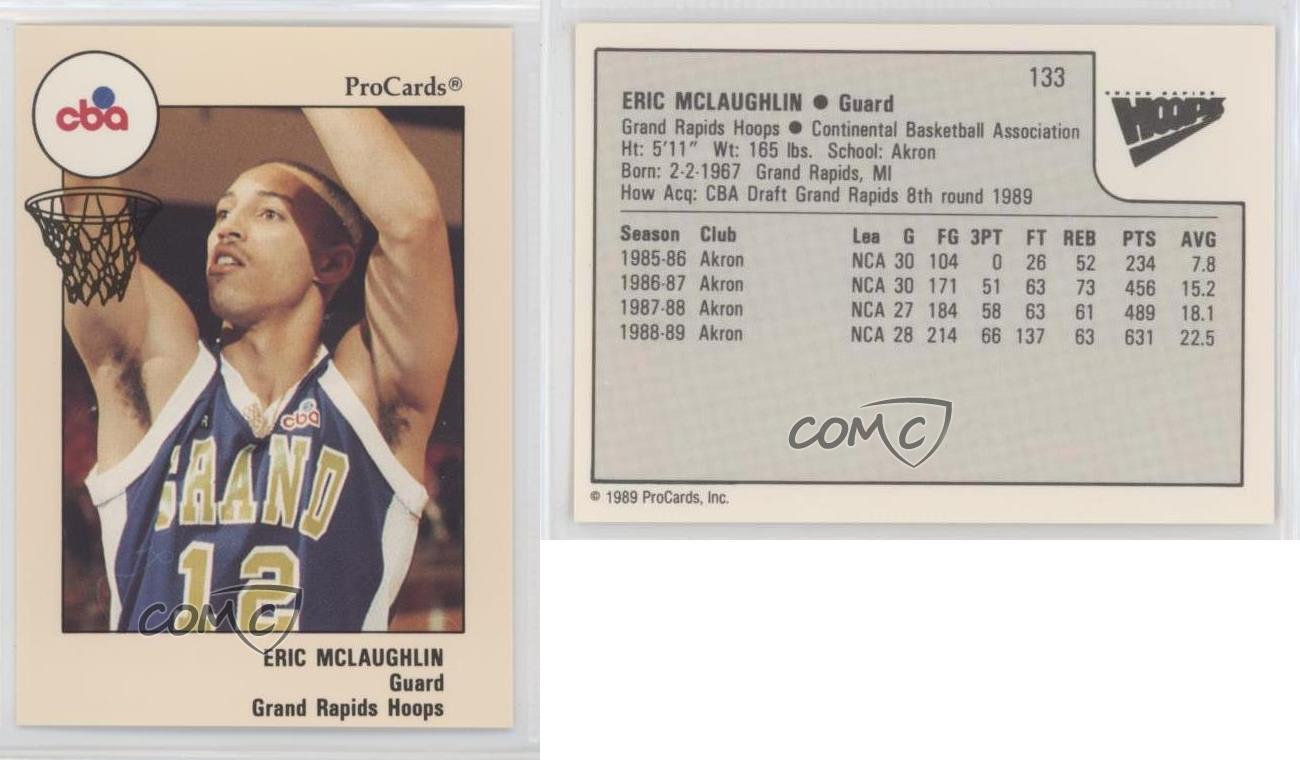 ProCards®
cba
cba
GRAND
12
COMC
ERIC MCLAUGHLIN
Guard
Grand Rapids Hoops
133
ERIC MCLAUGHLIN ● Guard
Grand Rapids Hoops ● Continental Basketball Association
Ht: 5'11" Wt: 165 lbs. School: Akron
Born: 2-2-1967 Grand Rapids, MI
How Acq: CBA Draft Grand Rapids 8th round 1989
GRAND RAPIDS
HOOPS
Season Club Lea G FG 3PT FT REB PTS AVG
1985-86 Akron NCA 30 104 0 26 52 234 7.8
1986-87 Akron NCA 30 171 51 63 73 456 15.2
1987-88 Akron NCA 27 184 58 63 61 489 18.1
1988-89 Akron NCA 28 214 66 137 63 631 22.5
COMC
© 1989 ProCards, Inc.